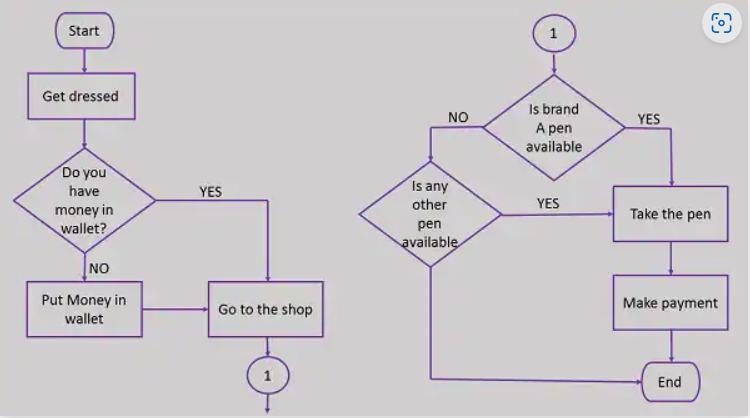 Start
Get dressed
Do you
have
money in
wallet?
YES
NO
Put Money in
wallet
Go to the shop
1
1
Is brand
A pen
available
NO
YES
Is any
other
pen
available
YES
Take the pen
Make payment
End